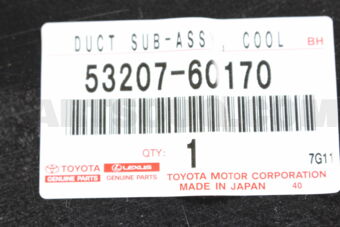 DUCT SUB-ASS , COOL BH
53207-60170
QTY: 1 7G11
TOYOTA LEXUS
GENUINE PARTS GENUINE PARTS
TOYOTA MOTOR CORPORATION
MADE IN JAPAN 40